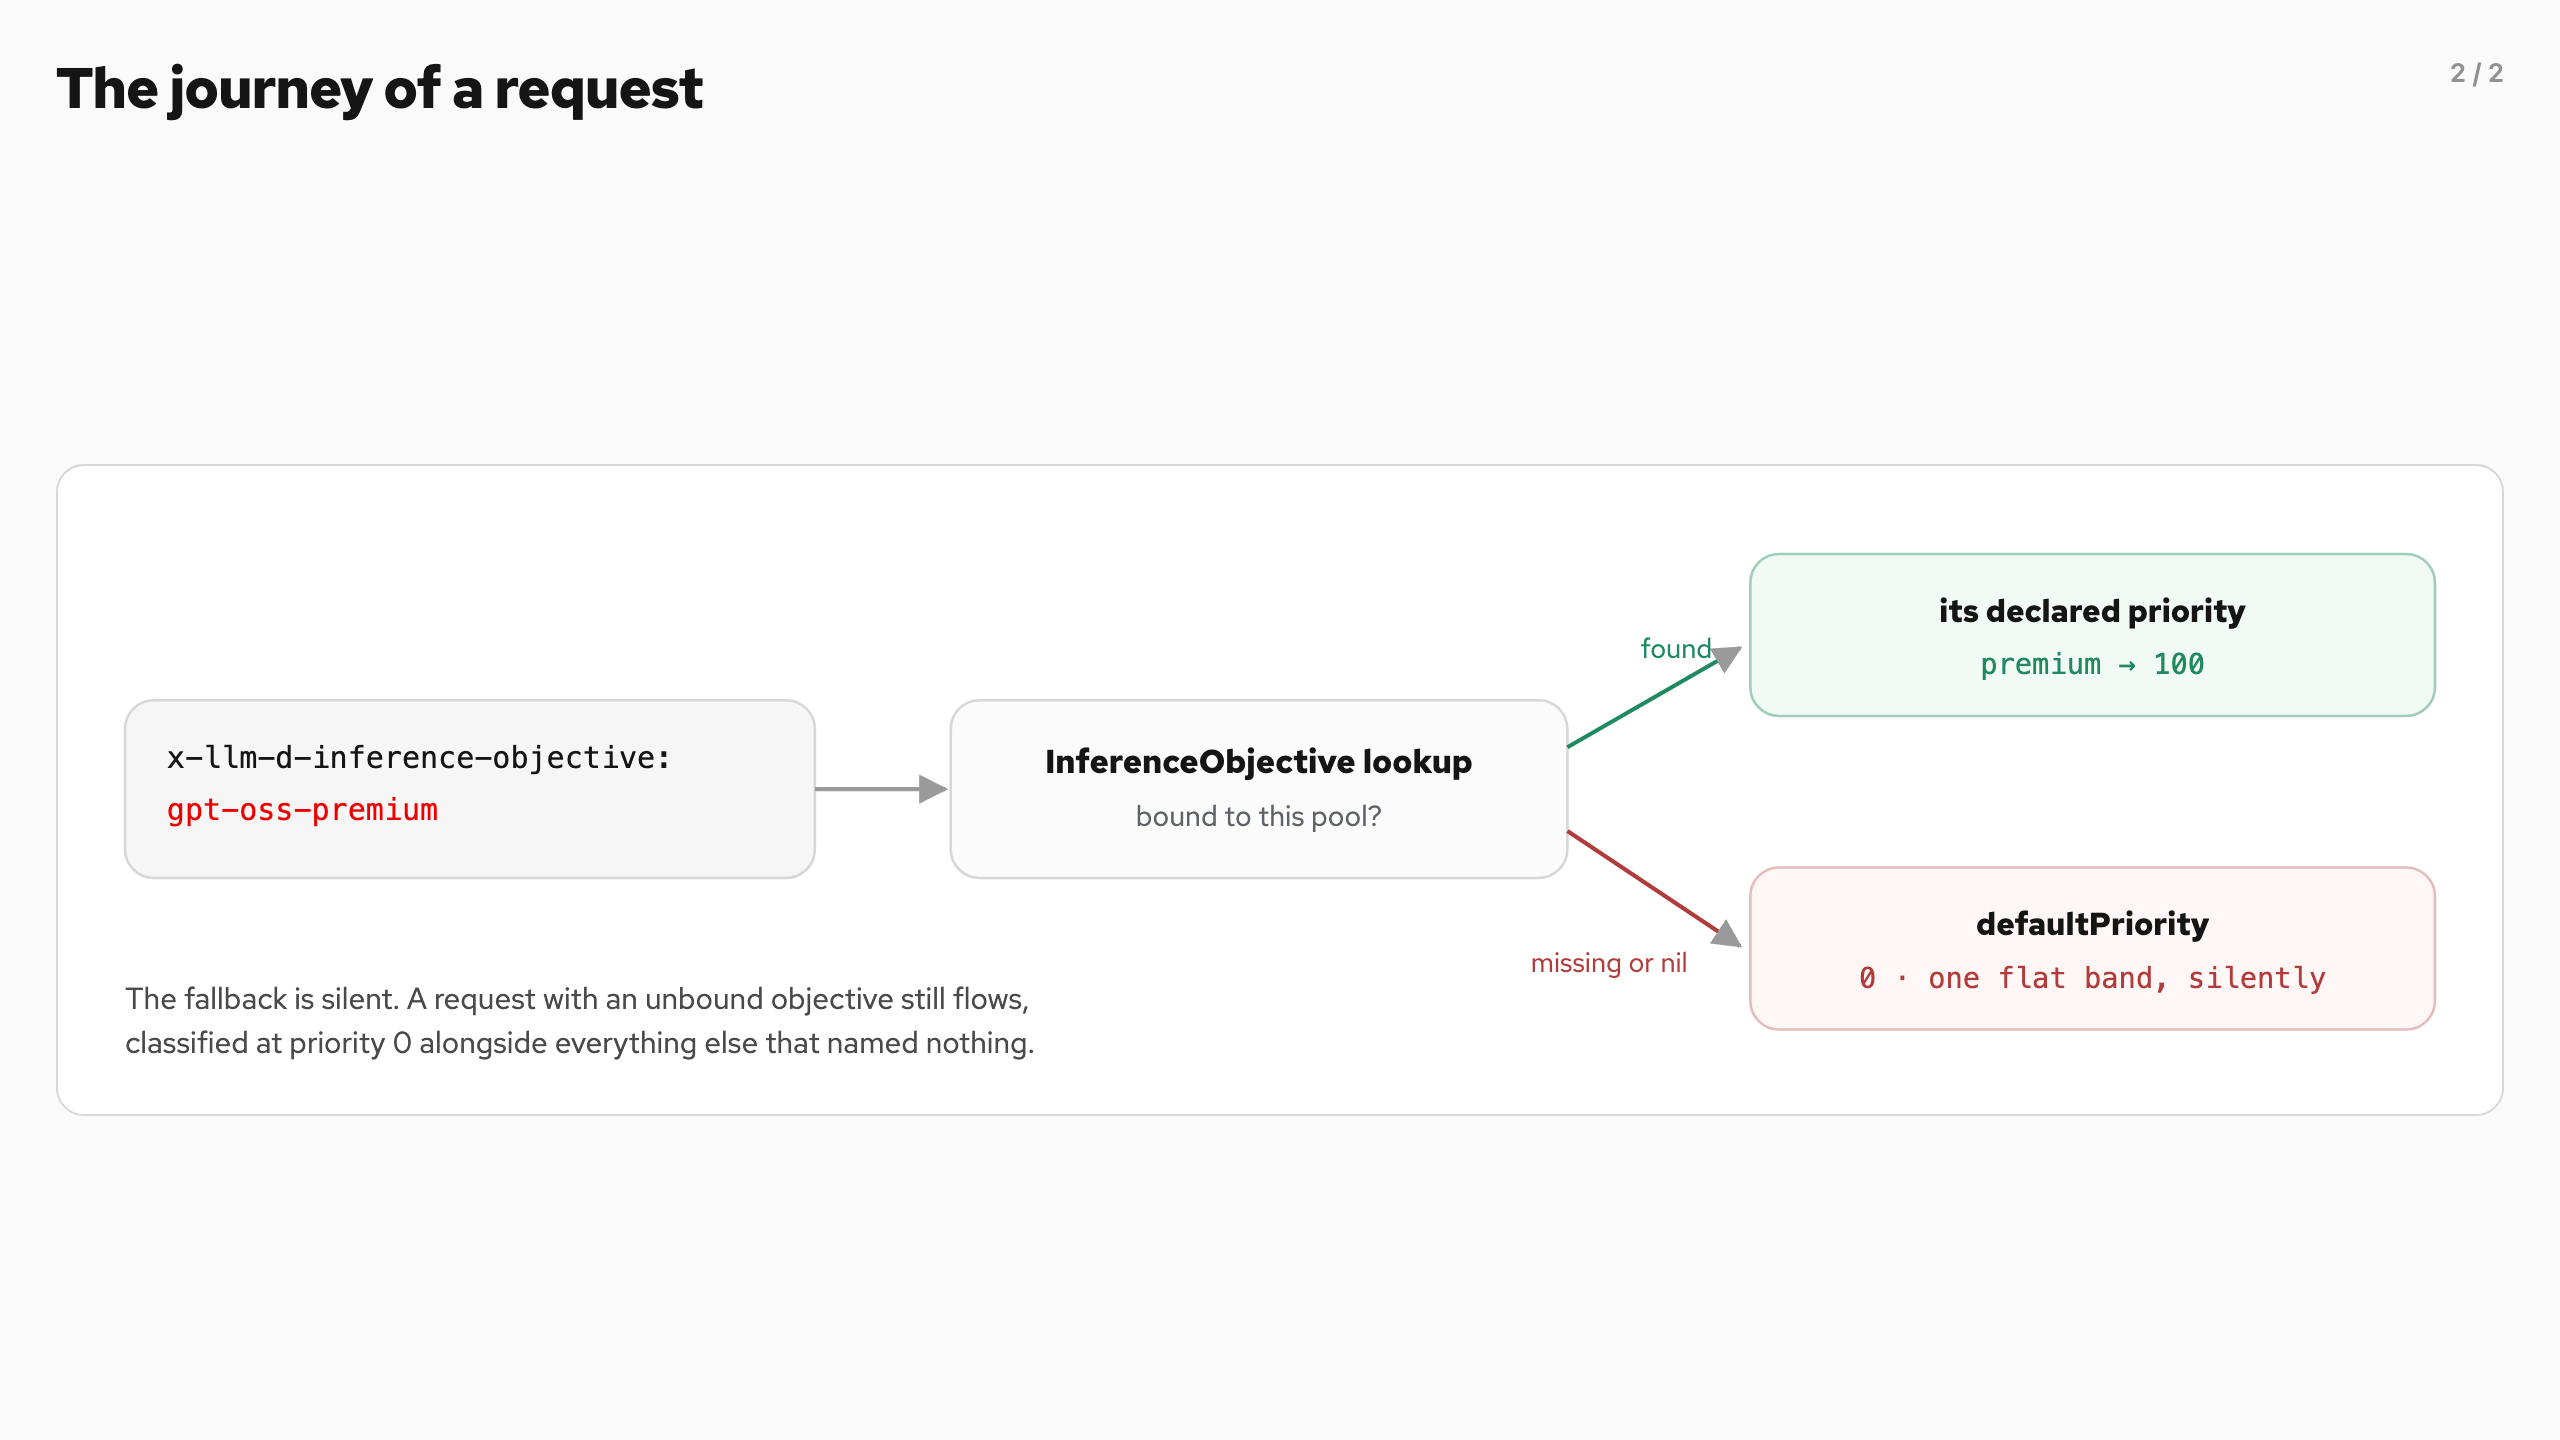 The journey of a request
2 / 2
x-llm-d-inference-objective:
gpt-oss-premium
InferenceObjective lookup
bound to this pool?
found
its declared priority
premium → 100
missing or nil
defaultPriority
0 · one flat band, silently
The fallback is silent. A request with an unbound objective still flows,
classified at priority 0 alongside everything else that named nothing.